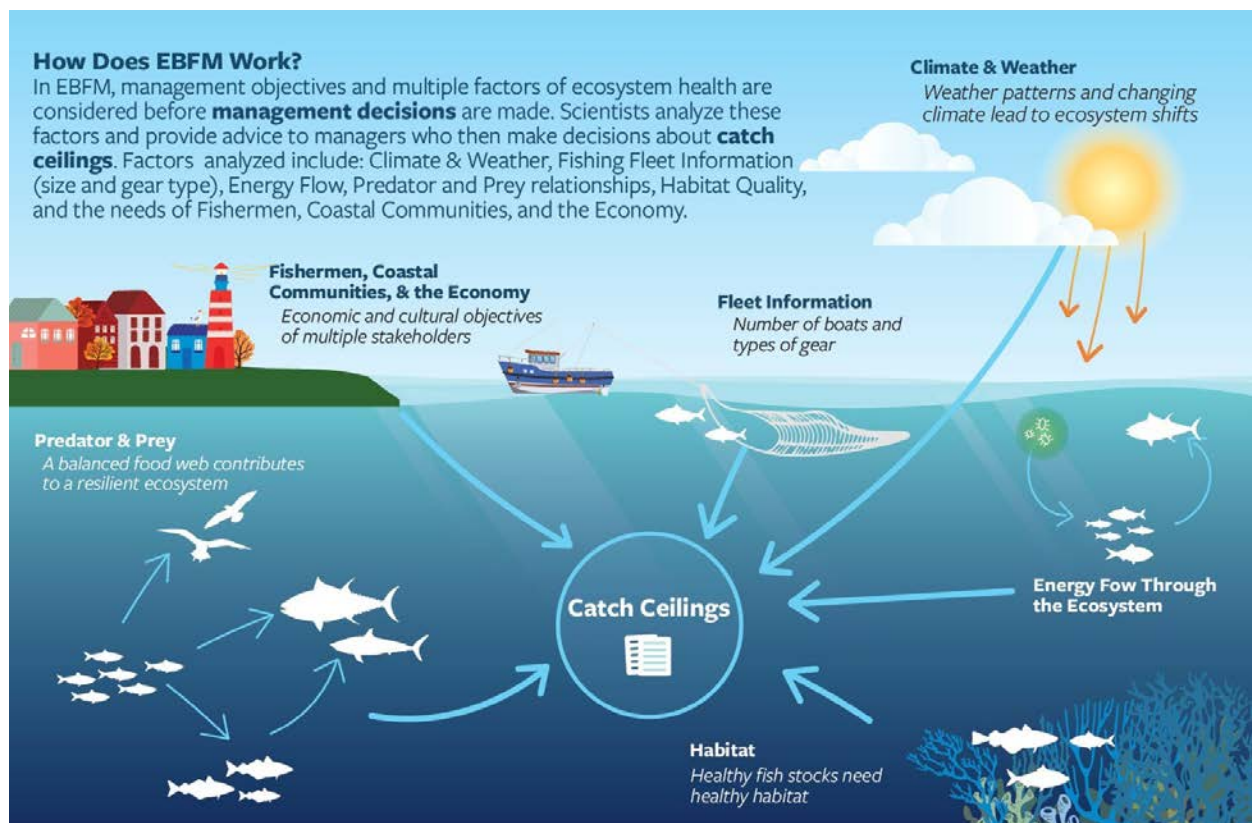 How Does EBFM Work?
In EBFM, management objectives and multiple factors of ecosystem health are
considered before management decisions are made. Scientists analyze these
factors and provide advice to managers who then make decisions about catch
ceilings. Factors analyzed include: Climate & Weather, Fishing Fleet Information
(size and gear type), Energy Flow, Predator and Prey relationships, Habitat Quality,
and the needs of Fishermen, Coastal Communities, and the Economy.
Climate & Weather
Weather patterns and changing
climate lead to ecosystem shifts
Fishermen, Coastal
Communities, & the Economy
Economic and cultural objectives
of multiple stakeholders
Fleet Information
Number of boats and
types of gear
Predator & Prey
A balanced food web contributes
to a resilient ecosystem
Catch Ceilings
Energy Fow Through
the Ecosystem
Habitat
Healthy fish stocks need
healthy habitat